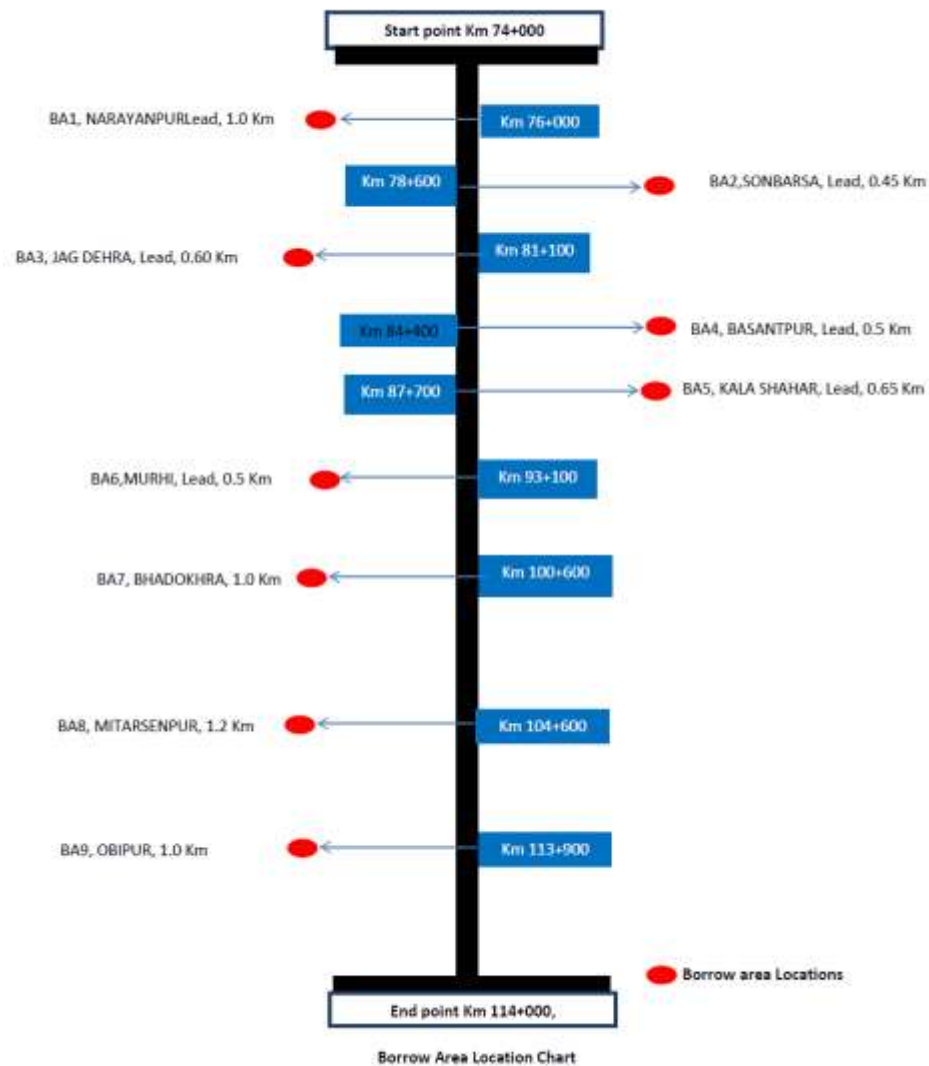 Start point Km 74+000
BA1, NARAYANPURLead, 1.0 Km
Km 76+000
Km 78+600
BA2,SONBARSA, Lead, 0.45 Km
BA3, JAG DEHRA, Lead, 0.60 Km
Km 81+100
Km 84+400
BA4, BASANTPUR, Lead, 0.5 Km
Km 87+700
BA5, KALA SHAHAR, Lead, 0.65 Km
BA6,MURHI, Lead, 0.5 Km
Km 93+100
BA7, BHADOKHRA, 1.0 Km
Km 100+600
BA8, MITARSENPUR, 1.2 Km
Km 104+600
BA9, OBIPUR, 1.0 Km
Km 113+900
Borrow area Locations
End point Km 114+000,
Borrow Area Location Chart